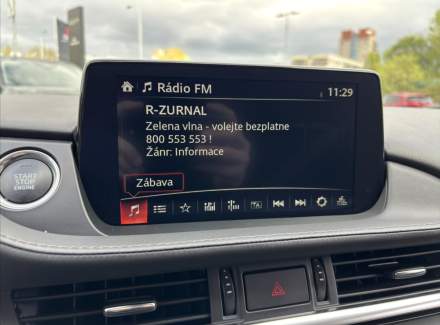 Rádio FM
11:29
R-ZURNAL
Zelena vlna - volejte bezplatne
800 553 553 !
Žánr: Informace
Zábava
START
STOP
ENGINE